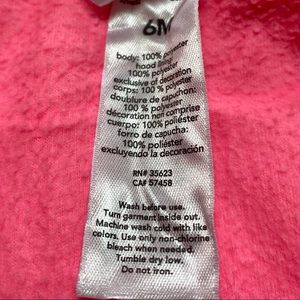 6M
body: 100% polyester
hood lining:
100% polyester
exclusive of decoration
corps: 100% polyester
doublure de capuchon:
100% polyester
décoration non comprise
cuerpo: 100% poliéster
forro de capucha:
100% poliéster
excluyendo la decoración
RN# 35623
CA# 57458
Wash before use.
Turn garment inside out.
Machine wash cold with like
colors. Use only non-chlorine
bleach when needed.
Tumble dry low.
Do not iron.